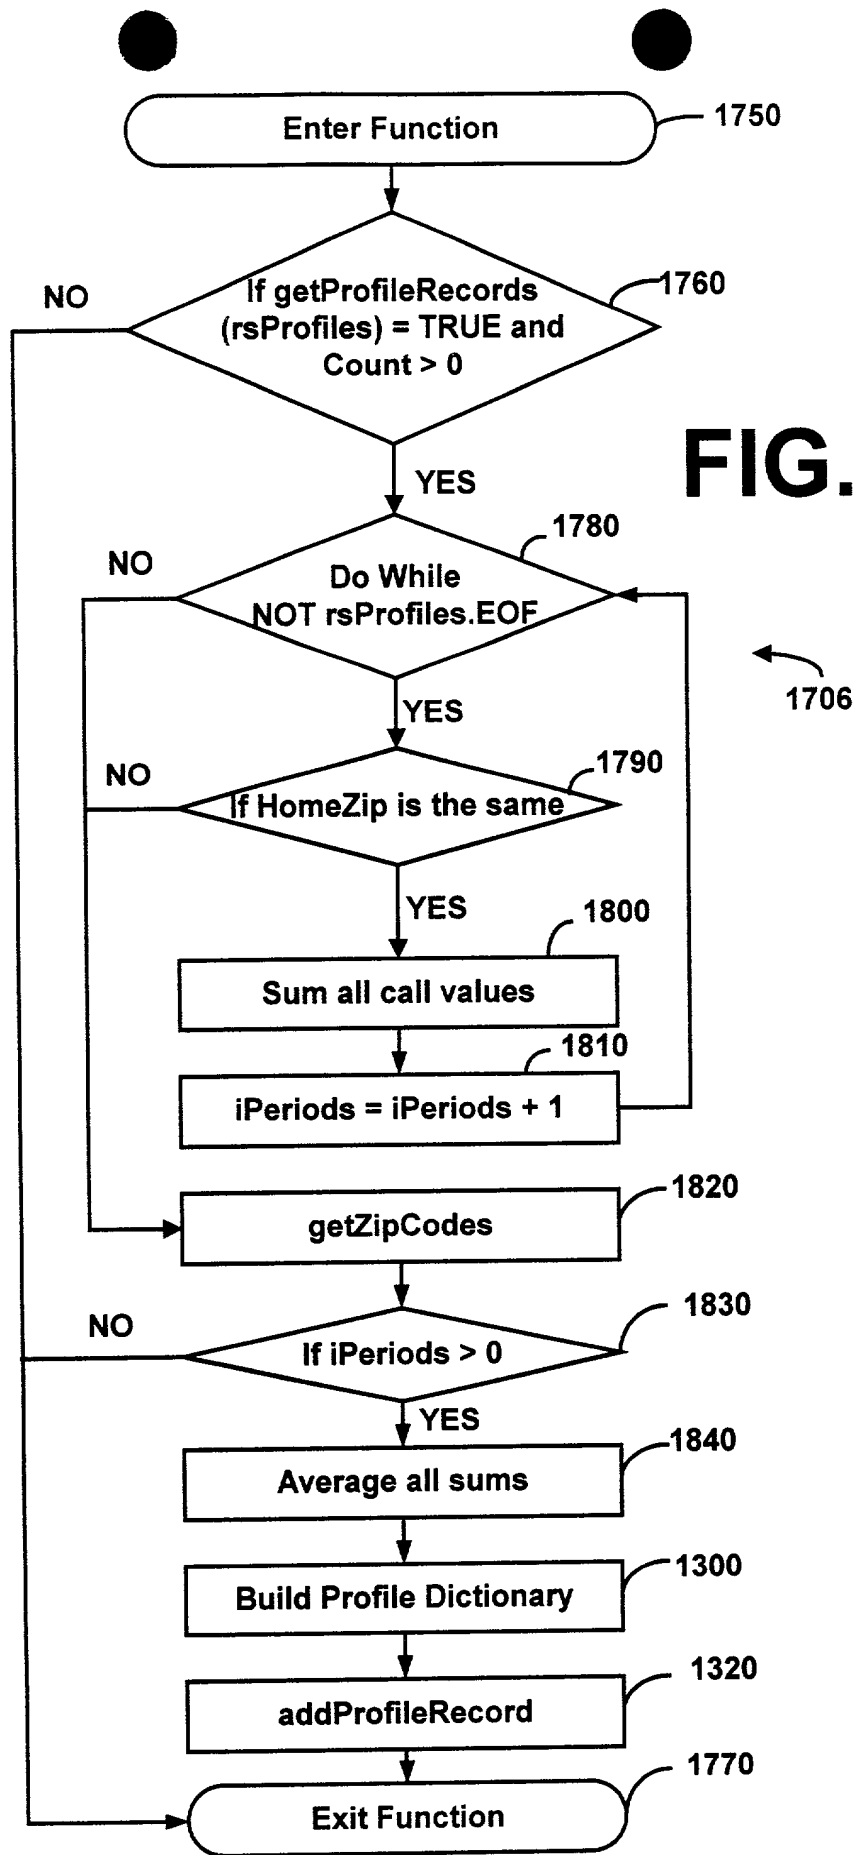 Enter Function
1750
NO
If getProfileRecords
(rsProfiles) = TRUE and
Count > 0
1760
FIG.
YES
1780
NO
Do While
NOT rsProfiles.EOF
1706
YES
NO
1790
If HomeZip is the same
YES
1800
Sum all call values
1810
iPeriods = iPeriods + 1
1820
getZipCodes
1830
NO
If iPeriods > 0
YES
1840
Average all sums
1300
Build Profile Dictionary
1320
addProfileRecord
1770
Exit Function